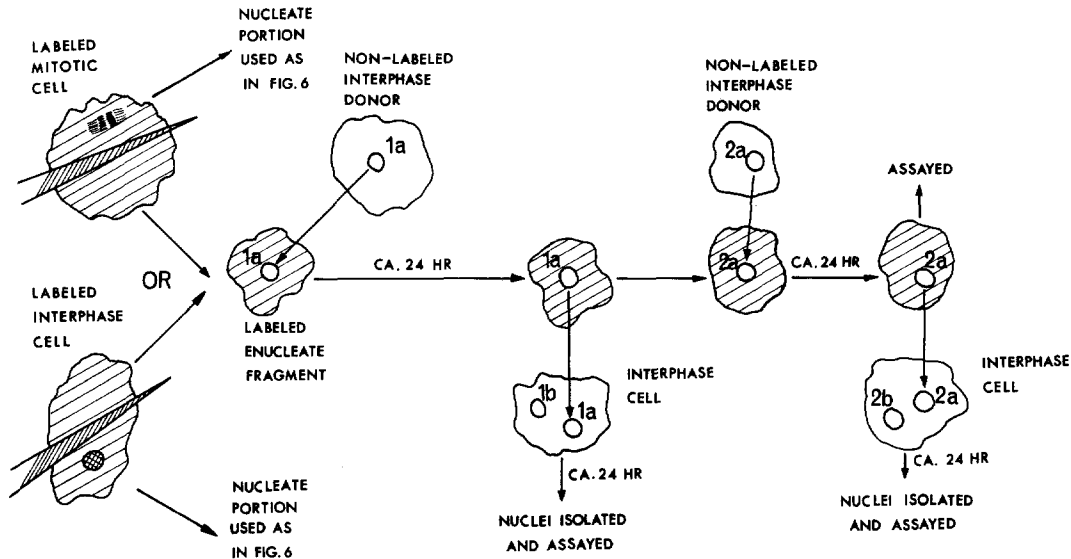 LABELED
MITOTIC
CELL
NUCLEATE
PORTION
USED AS
IN FIG. 6
NON-LABELED
INTERPHASE
DONOR
1a
NON-LABELED
INTERPHASE
DONOR
2a
ASSAYED
OR
1a
CA. 24 HR
1a
2a
CA. 24 HR
2a
LABELED
INTERPHASE
CELL
LABELED
ENUCLEATE
FRAGMENT
1b
1a
INTERPHASE
CELL
2b
2a
INTERPHASE
CELL
CA. 24 HR
CA. 24 HR
NUCLEATE
PORTION
USED AS
IN FIG. 6
NUCLEI ISOLATED
AND ASSAYED
NUCLEI ISOLATED
AND ASSAYED